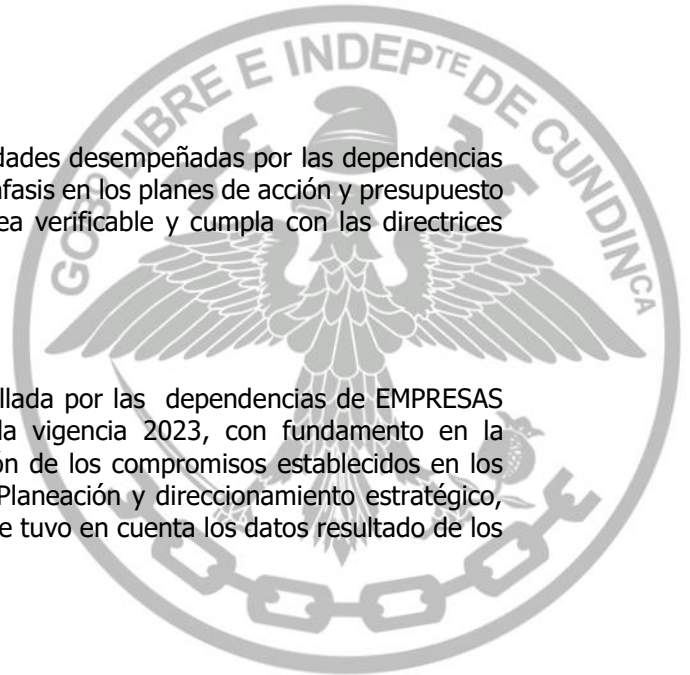 GOBNO LIBRE E INDEPTE DE CUNDINCA
dades desempeñadas por las dependencias
nfasis en los planes de acción y presupuesto
ea verificable y cumpla con las directrices
llada por las dependencias de EMPRESAS
la vigencia 2023, con fundamento en la
ón de los compromisos establecidos en los
Planeación y direccionamiento estratégico,
e tuvo en cuenta los datos resultado de los